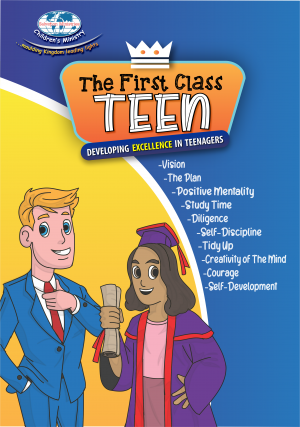 Children's Ministry
...moulding Kingdom leading lights
The First Class
TEEN
DEVELOPING EXCELLENCE IN TEENAGERS
-Vision
-The Plan
-Positive Mentality
-Study Time
-Diligence
-Self-Discipline
-Tidy Up
-Creativity of The Mind
-Courage
-Self-Development